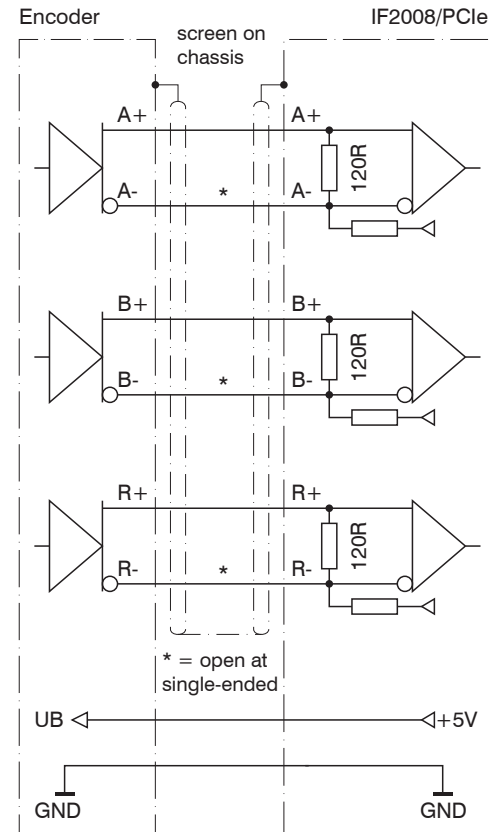 Encoder
IF2008/PCIe
screen on
chassis
A+
A+
120R
A-
*
A-
B+
B+
120R
B-
*
B-
R+
R+
120R
R-
*
R-
* = open at
single-ended
UB
+5V
GND
GND